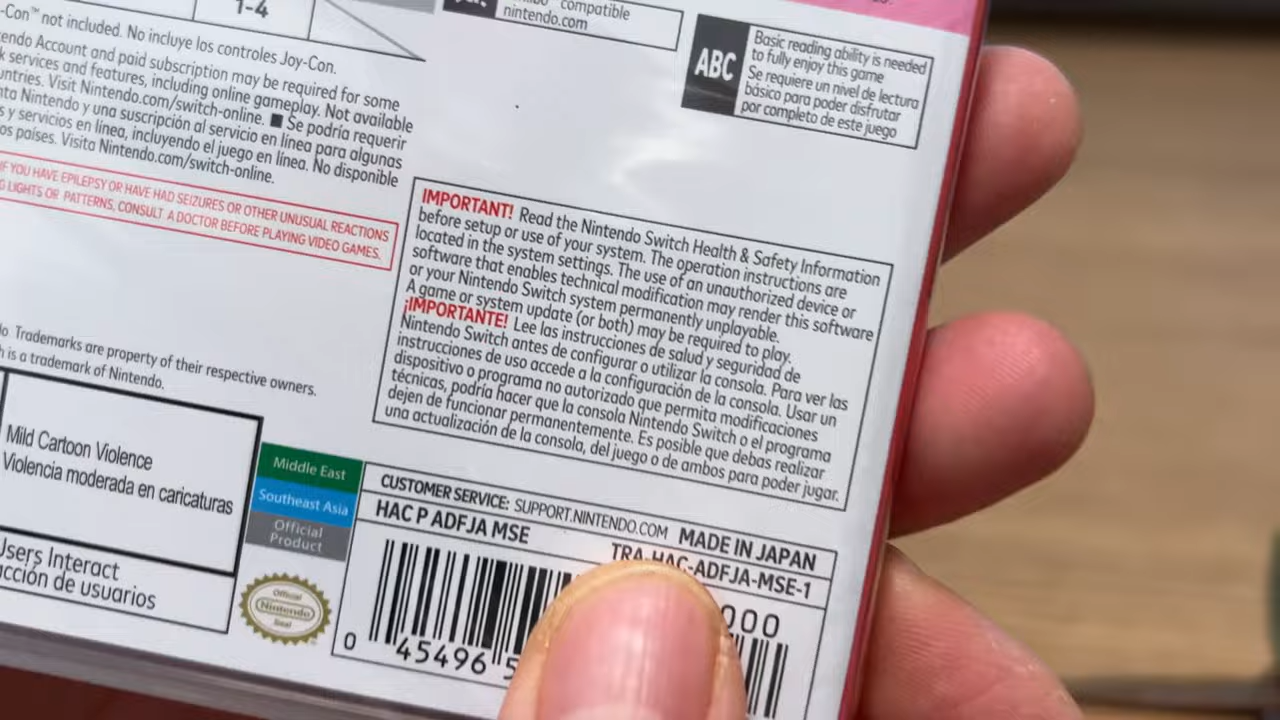 1-4
compatible
nintendo.com
ABC
Basic reading ability is needed
to fully enjoy this game
Se requiere un nivel de lectura
básico para poder disfrutar
por completo de este juego
-Con™ not included. No incluye los controles Joy-Con.
endo Account and paid subscription may be required for some
services and features, including online gameplay. Not available
untries. Visit Nintendo.com/switch-online. ■ Se podría requerir
ta Nintendo y una suscripción al servicio en línea para algunas
s y servicios en línea, incluyendo el juego en línea. No disponible
os países. Visita Nintendo.com/switch-online.
IF YOU HAVE EPILEPSY OR HAVE HAD SEIZURES OR OTHER UNUSUAL REACTIONS
G LIGHTS OR PATTERNS, CONSULT A DOCTOR BEFORE PLAYING VIDEO GAMES.
IMPORTANT! Read the Nintendo Switch Health & Safety Information
before setup or use of your system. The operation instructions are
located in the system settings. The use of an unauthorized device or
software that enables technical modification may render this software
or your Nintendo Switch system permanently unplayable.
A game or system update (or both) may be required to play.
¡IMPORTANTE! Lee las instrucciones de salud y seguridad de
Nintendo Switch antes de configurar o utilizar la consola. Para ver las
instrucciones de uso accede a la configuración de la consola. Usar un
dispositivo o programa no autorizado que permita modificaciones
técnicas, podría hacer que la consola Nintendo Switch o el programa
dejen de funcionar permanentemente. Es posible que debas realizar
una actualización de la consola, del juego o de ambos para poder jugar.
do. Trademarks are property of their respective owners.
h is a trademark of Nintendo.
Mild Cartoon Violence
Violencia moderada en caricaturas
Users Interact
acción de usuarios
Middle East
Southeast Asia
Official
Product
Official
Nintendo
Seal
CUSTOMER SERVICE: SUPPORT.NINTENDO.COM MADE IN JAPAN
HAC P ADFJA MSE
TRA-HAC-ADFJA-MSE-1
000
0 45496 5